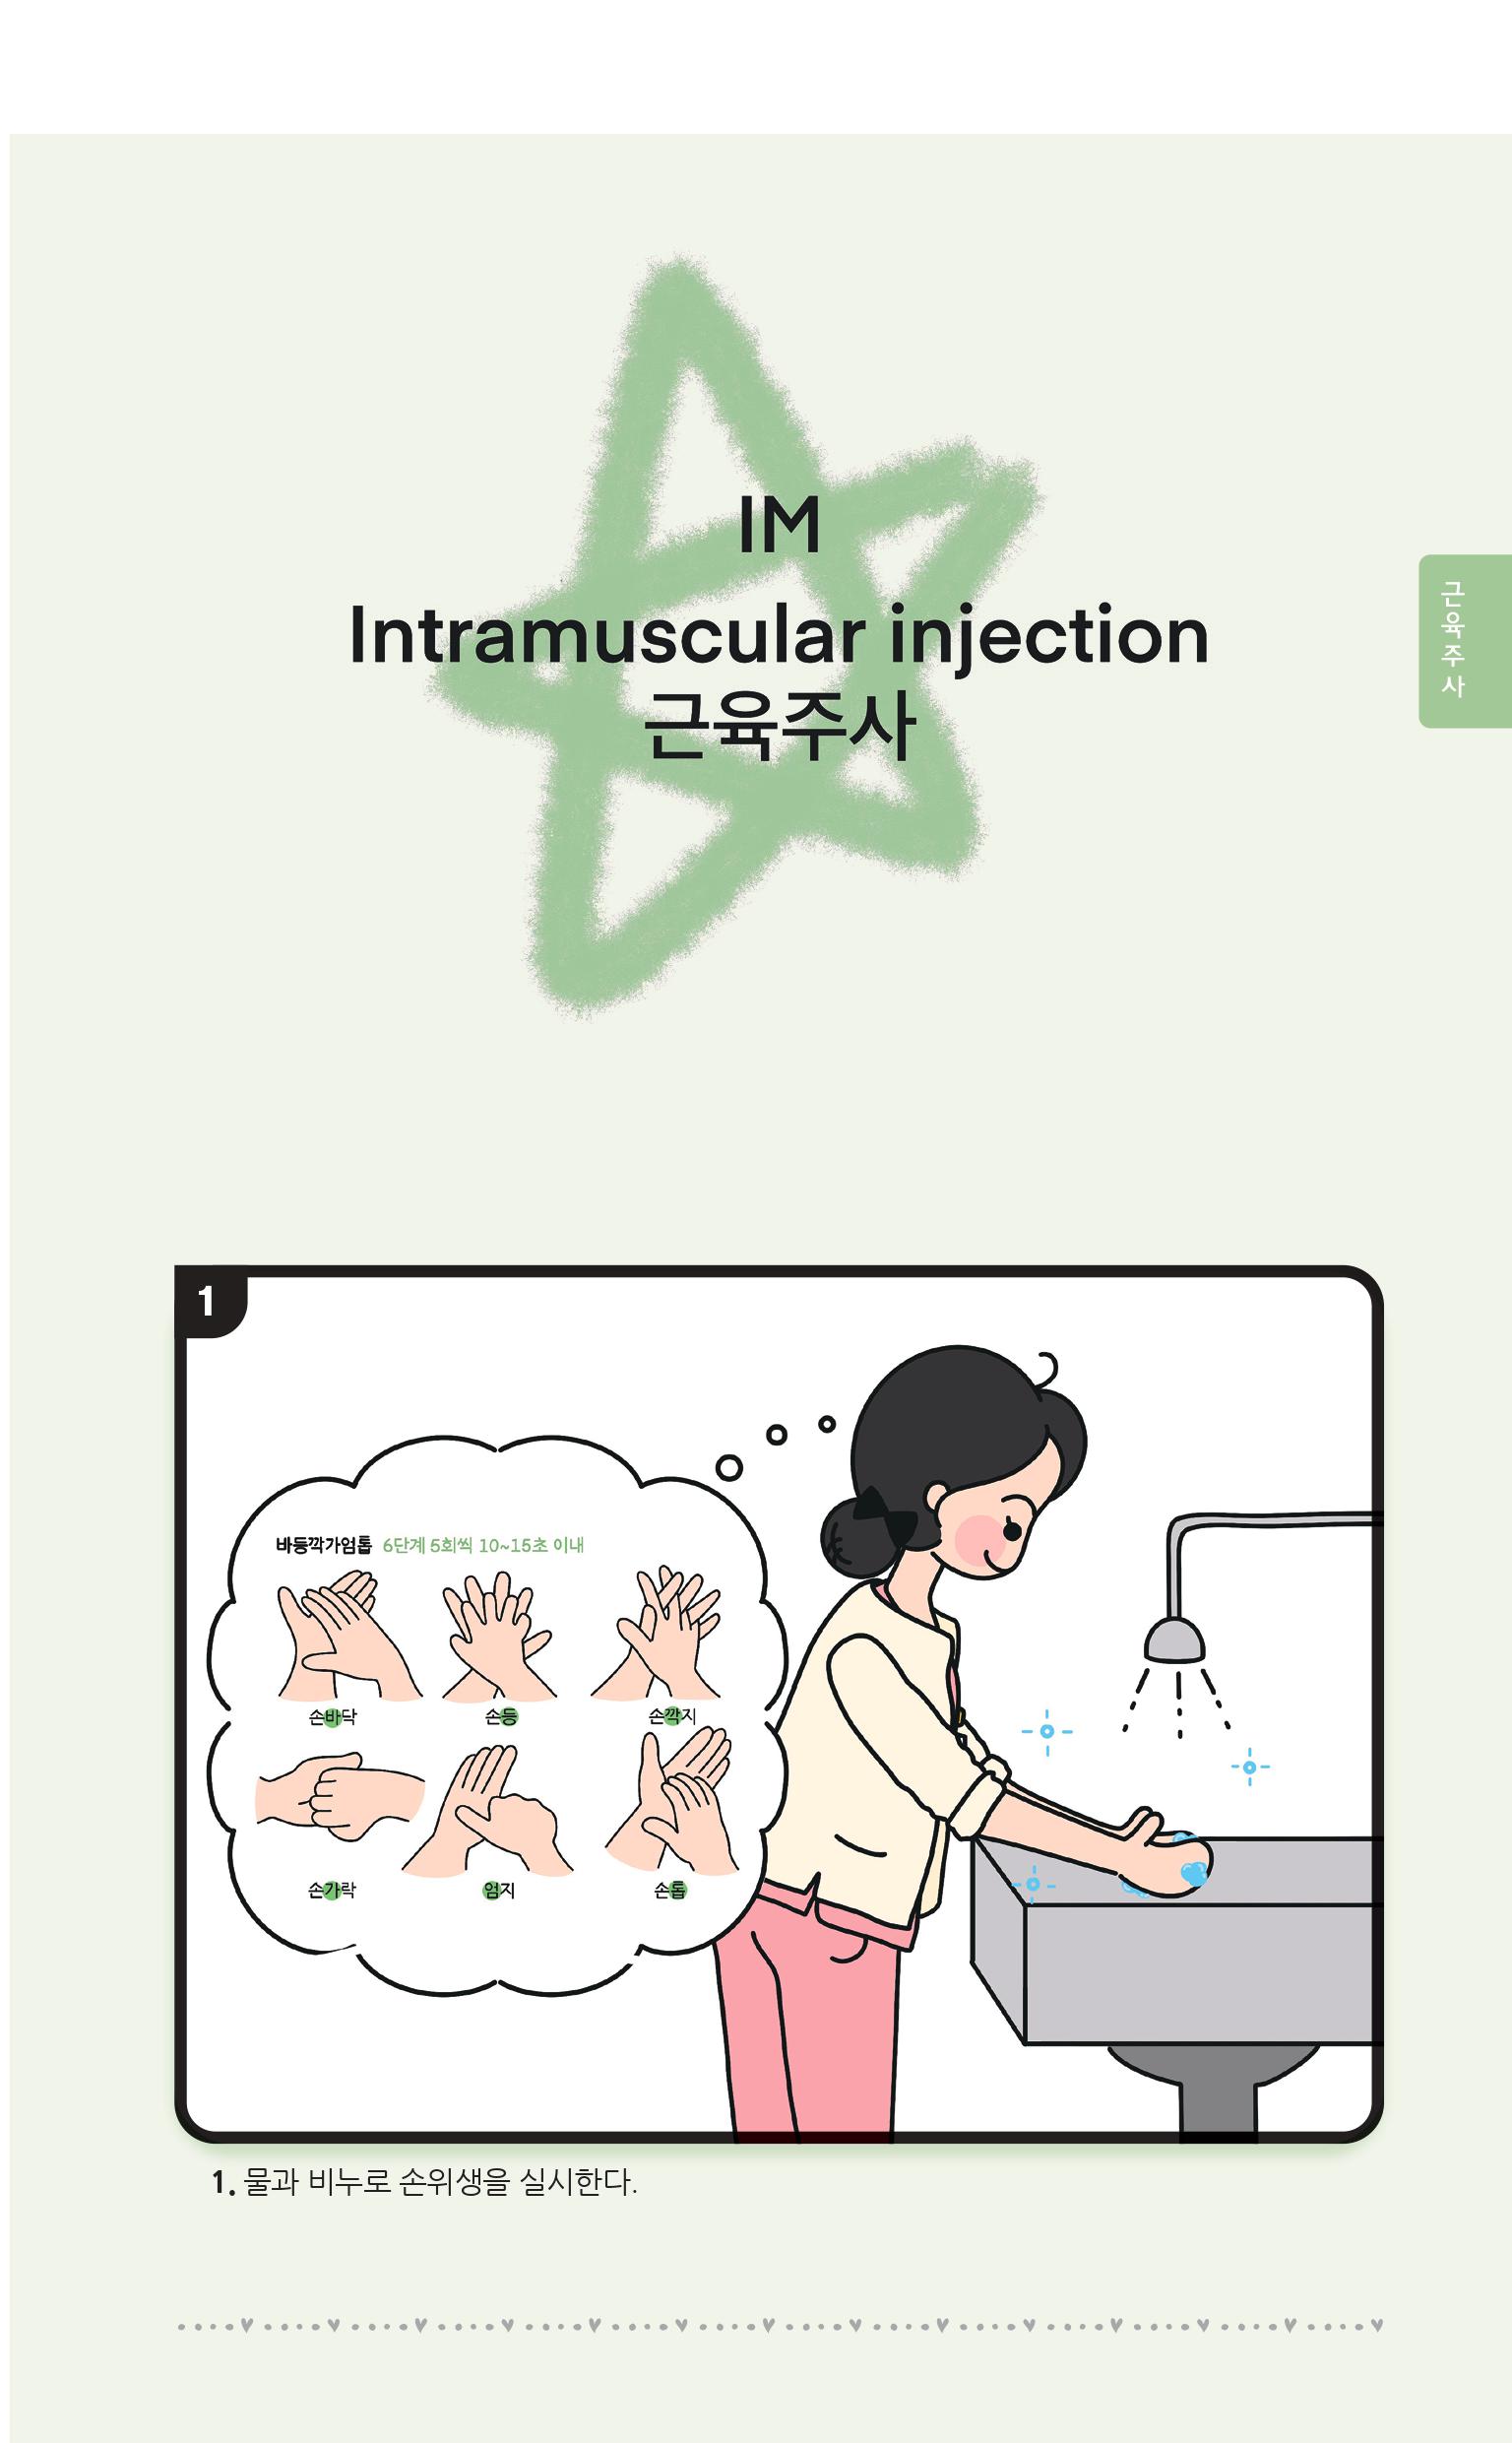 IM
Intramuscular injection
근육주사
근육주사
1
바등깍가엄톱 6단계 5회씩 10~15초 이내
손바닥 손등 손깍지
손가락 엄지 손톱
1. 물과 비누로 손위생을 실시한다.